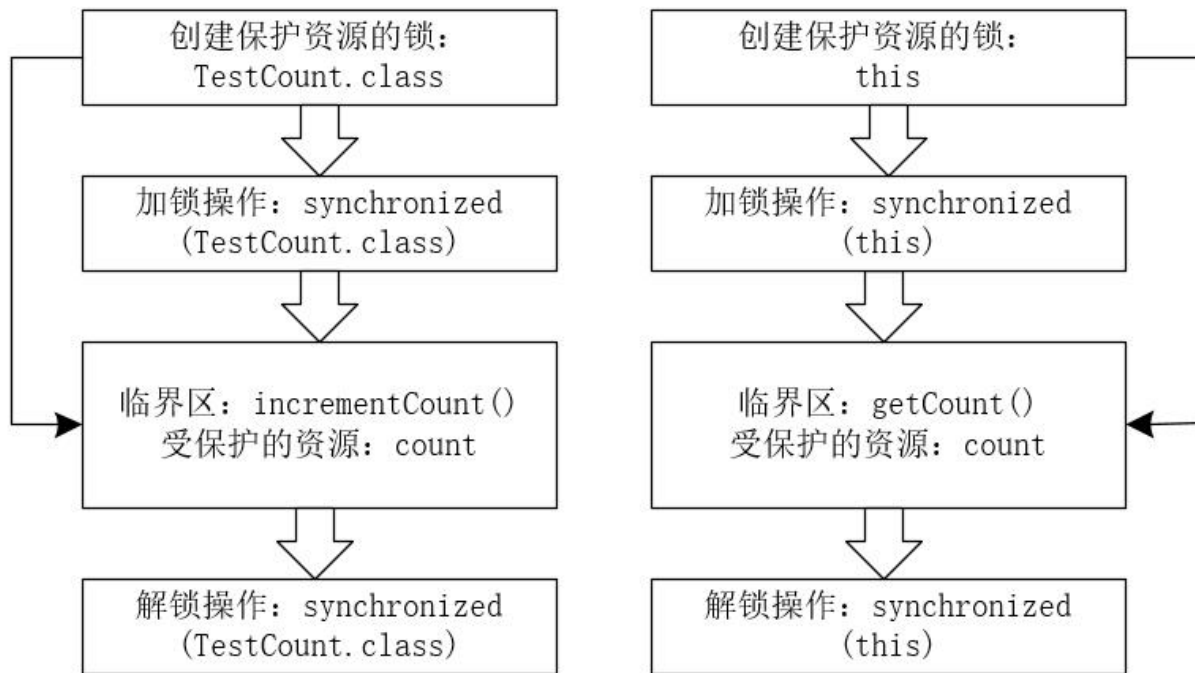 创建保护资源的锁：
TestCount.class
加锁操作：synchronized
(TestCount.class)
临界区：incrementCount()
受保护的资源：count
解锁操作：synchronized
(TestCount.class)
创建保护资源的锁：
this
加锁操作：synchronized
(this)
临界区：getCount()
受保护的资源：count
解锁操作：synchronized
(this)